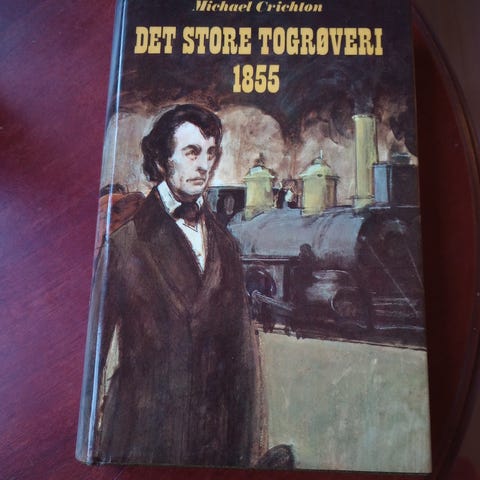 Michael Crichton
DET STORE TOGRØVERI
1855